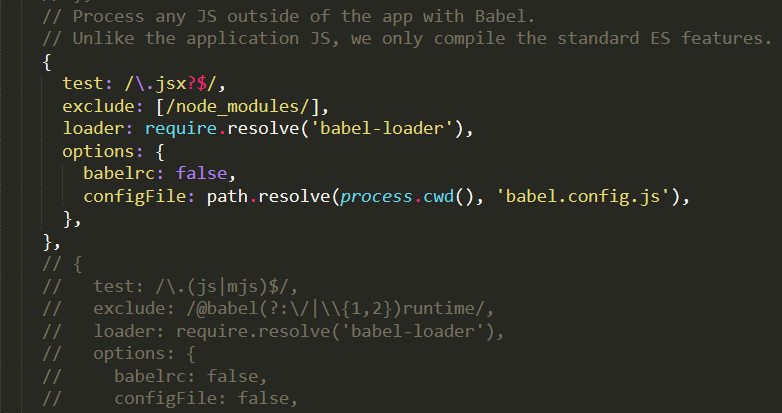 // Process any JS outside of the app with Babel.
// Unlike the application JS, we only compile the standard ES features.
{
  test: /\.jsx?$/,
  exclude: [/node_modules/],
  loader: require.resolve('babel-loader'),
  options: {
    babelrc: false,
    configFile: path.resolve(process.cwd(), 'babel.config.js'),
  },
},
// {
//   test: /\.(js|mjs)$/,
//   exclude: /@babel(?:\/|\\{1,2})runtime/,
//   loader: require.resolve('babel-loader'),
//   options: {
//     babelrc: false,
//     configFile: false,